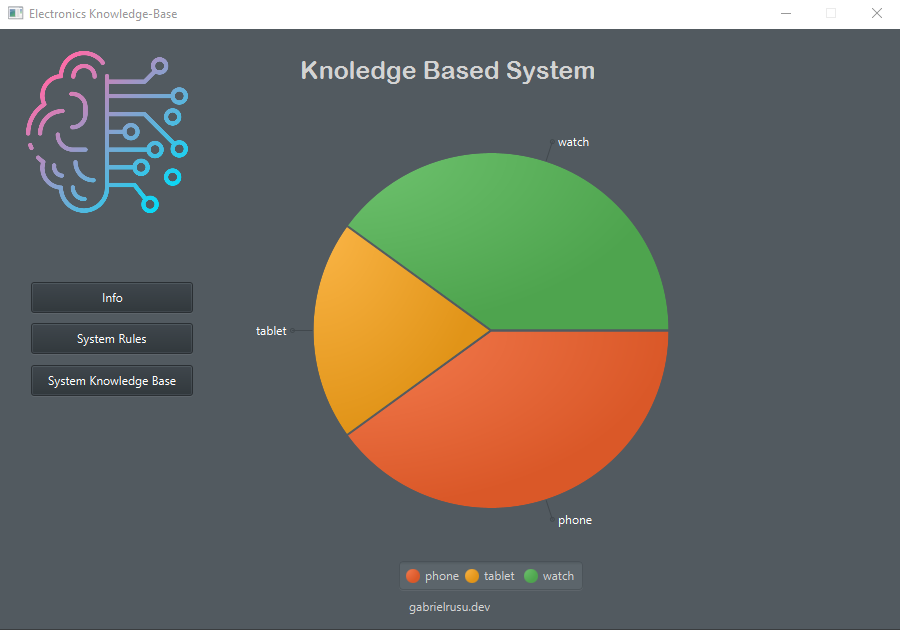 Electronics Knowledge-Base
Knoledge Based System
watch
Info
tablet
System Rules
System Knowledge Base
phone
phone tablet watch
gabrielrusu.dev